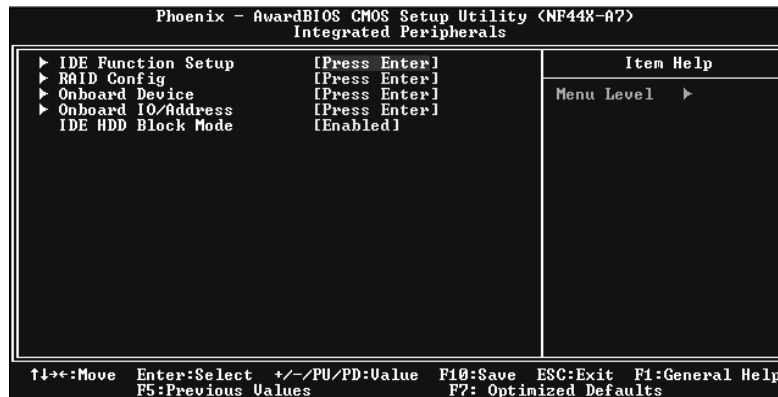 Phoenix - AwardBIOS CMOS Setup Utility (NF44X-A7)
Integrated Peripherals
▶ IDE Function Setup [Press Enter]
▶ RAID Config [Press Enter]
▶ Onboard Device [Press Enter]
▶ Onboard IO/Address [Press Enter]
IDE HDD Block Mode [Enabled]
Item Help
Menu Level ▶
↑↓→←:Move Enter:Select +/-/PU/PD:Value F10:Save ESC:Exit F1:General Help
F5:Previous Values F7: Optimized Defaults